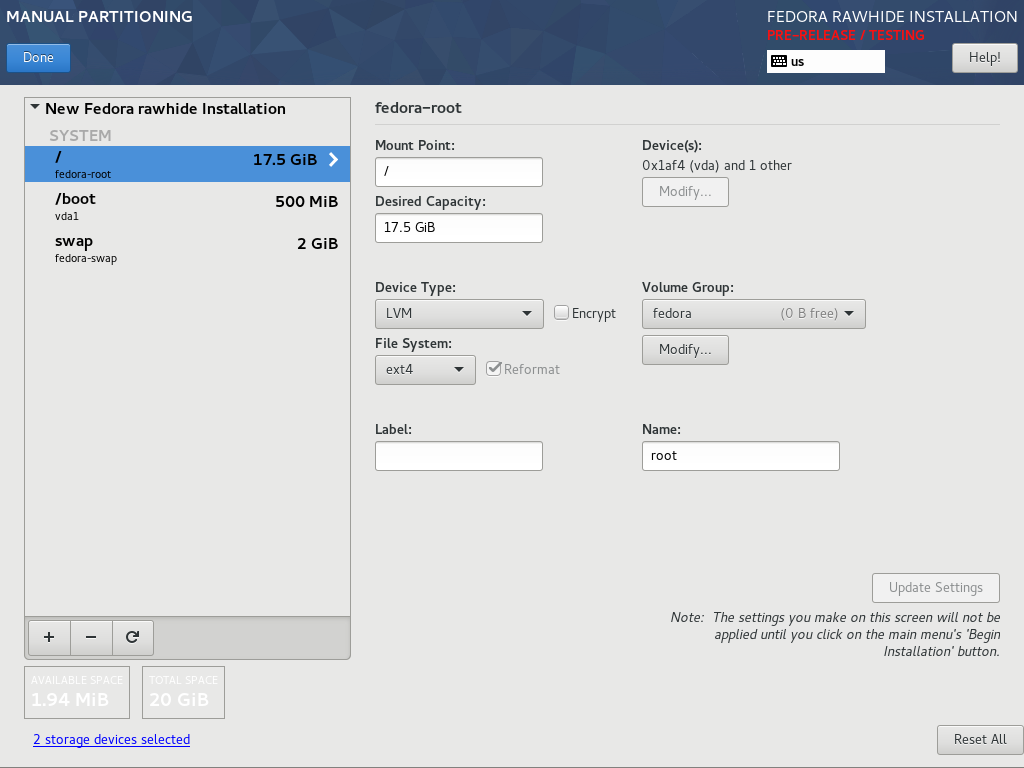 MANUAL PARTITIONING
FEDORA RAWHIDE INSTALLATION
PRE-RELEASE / TESTING
Done
us
Help!
New Fedora rawhide Installation
SYSTEM
/
17.5 GiB
fedora-root
/boot
500 MiB
vda1
swap
2 GiB
fedora-swap
+
−
AVAILABLE SPACE
1.94 MiB
TOTAL SPACE
20 GiB
2 storage devices selected
fedora-root
Mount Point:
/
Desired Capacity:
17.5 GiB
Device(s):
0x1af4 (vda) and 1 other
Modify...
Device Type:
LVM
Encrypt
File System:
ext4
Reformat
Volume Group:
fedora (0 B free)
Modify...
Label:
Name:
root
Update Settings
Note: The settings you make on this screen will not be
applied until you click on the main menu's 'Begin
Installation' button.
Reset All